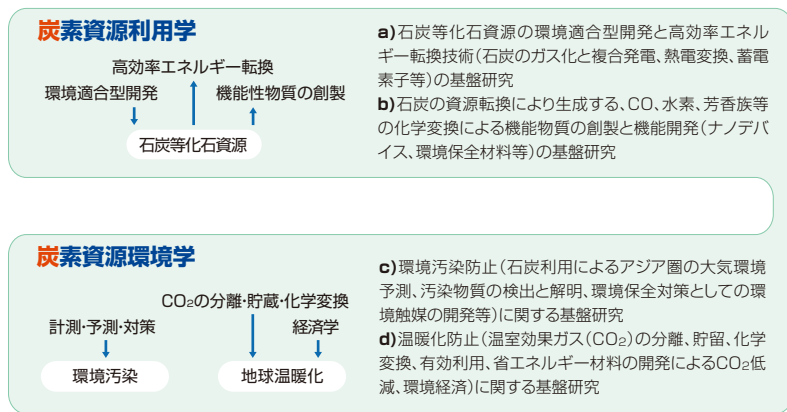 炭素資源利用学
高効率エネルギー転換
環境適合型開発 機能性物質の創製
石炭等化石資源
a)石炭等化石資源の環境適合型開発と高効率エネル
ギー転換技術(石炭のガス化と複合発電、熱電変換、蓄電
素子等)の基盤研究
b)石炭の資源転換により生成する、CO、水素、芳香族等
の化学変換による機能物質の創製と機能開発(ナノデバ
イス、環境保全材料等)の基盤研究
炭素資源環境学
CO₂の分離・貯蔵・化学変換
計測・予測・対策 経済学
環境汚染 地球温暖化
c)環境汚染防止(石炭利用によるアジア圏の大気環境
予測、汚染物質の検出と解明、環境保全対策としての環
境触媒の開発等)に関する基盤研究
d)温暖化防止(温室効果ガス(CO₂)の分離、貯留、化学
変換、有効利用、省エネルギー材料の開発によるCO₂低
減、環境経済)に関する基盤研究